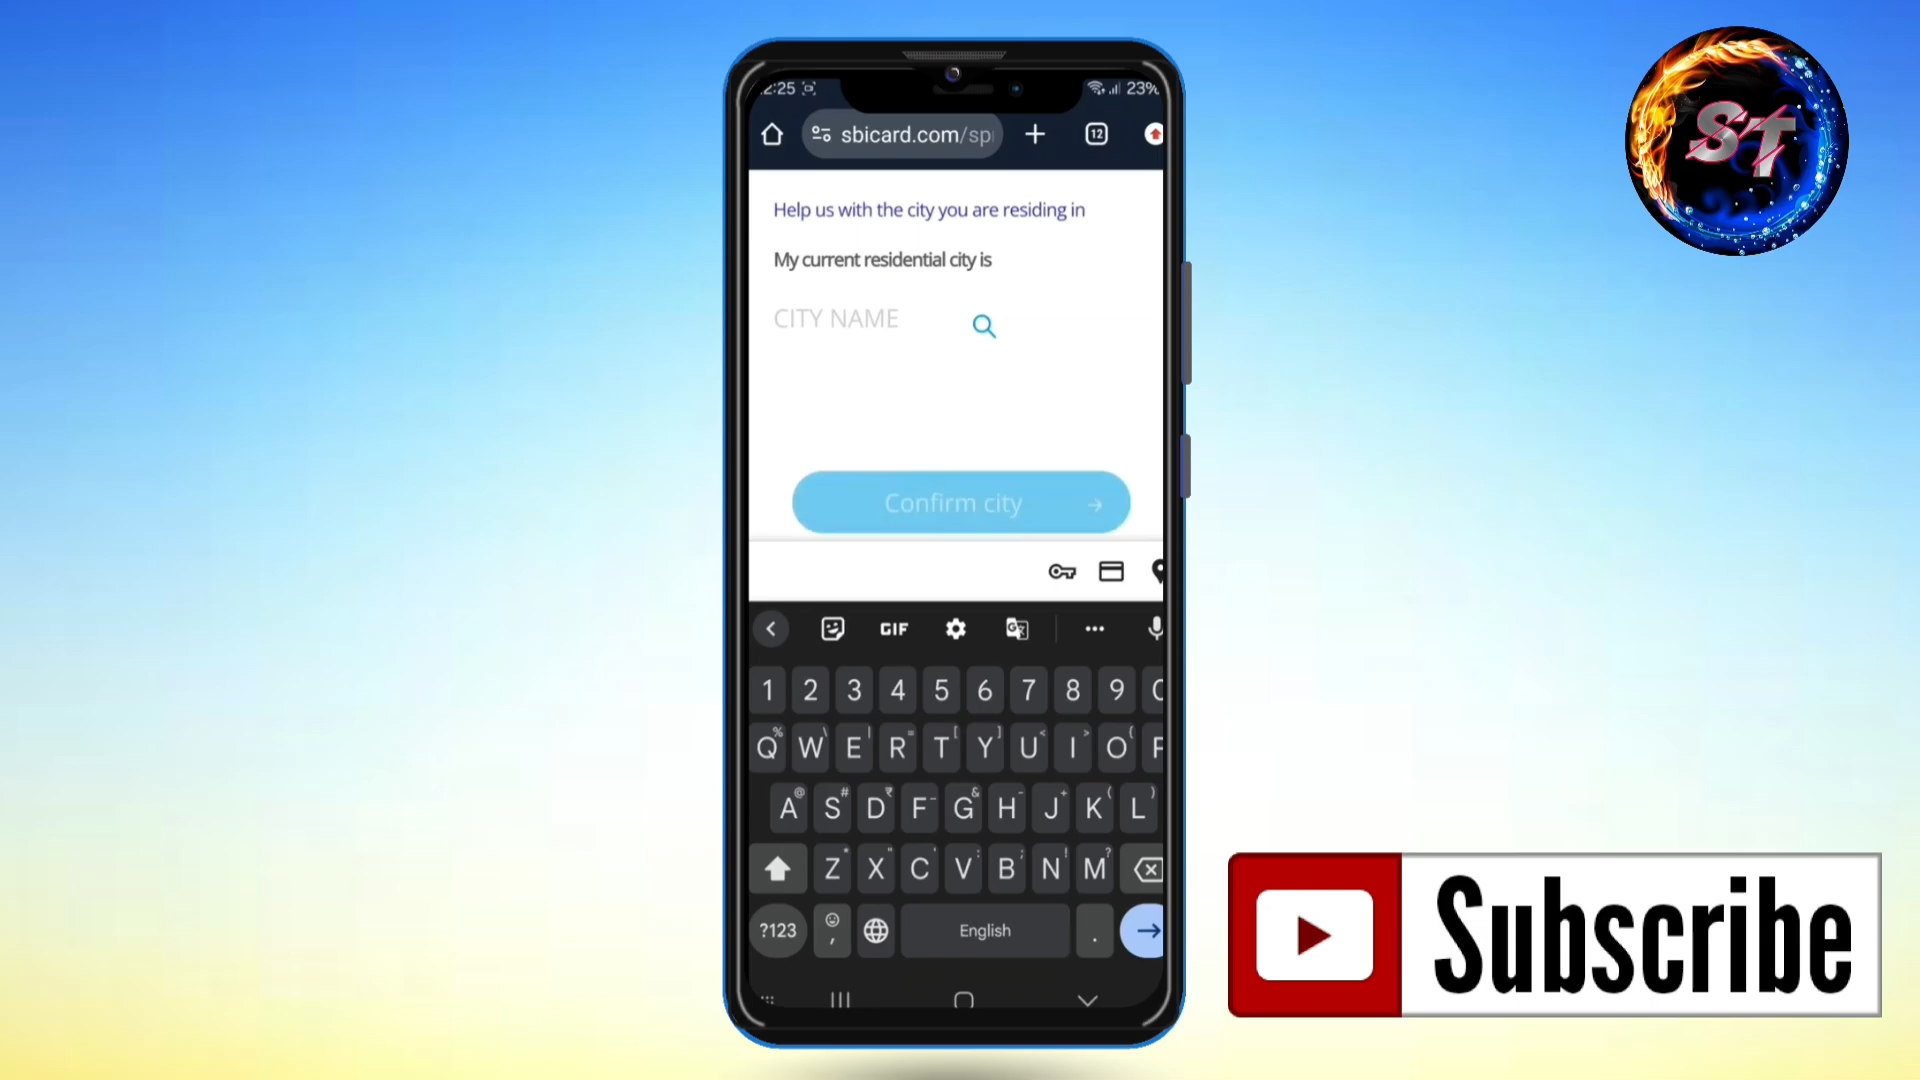 2:25 23%
sbicard.com/sp
12
Help us with the city you are residing in
My current residential city is
CITY NAME
Confirm city →
GIF
1 2 3 4 5 6 7 8 9
Q W E R T Y U I O
A S D F G H J K L
Z X C V B N M
?123 , English .
ST
Subscribe